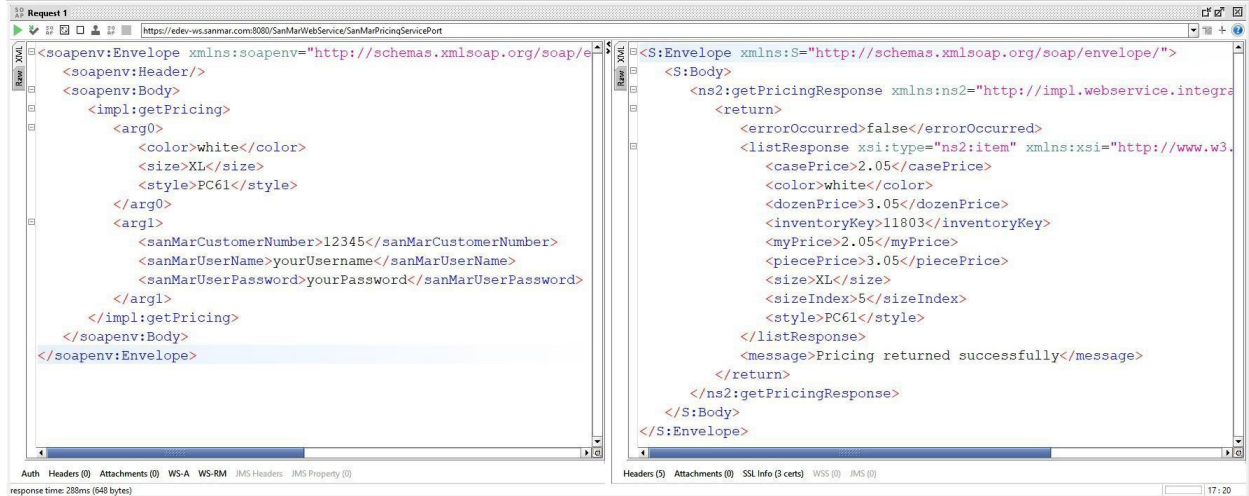 SOAP Request 1
https://edev-ws.sanmar.com:8080/SanMarWebService/SanMarPricingServicePort
XML
Raw
<soapenv:Envelope xmlns:soapenv="http://schemas.xmlsoap.org/soap/e
<soapenv:Header/>
<soapenv:Body>
<impl:getPricing>
<arg0>
<color>white</color>
<size>XL</size>
<style>PC61</style>
</arg0>
<arg1>
<sanMarCustomerNumber>12345</sanMarCustomerNumber>
<sanMarUserName>yourUsername</sanMarUserName>
<sanMarUserPassword>yourPassword</sanMarUserPassword>
</arg1>
</impl:getPricing>
</soapenv:Body>
</soapenv:Envelope>
Auth Headers (0) Attachments (0) WS-A WS-RM JMS Headers JMS Property (0)
XML
Raw
<S:Envelope xmlns:S="http://schemas.xmlsoap.org/soap/envelope/">
<S:Body>
<ns2:getPricingResponse xmlns:ns2="http://impl.webservice.integra
<return>
<errorOccurred>false</errorOccurred>
<listResponse xsi:type="ns2:item" xmlns:xsi="http://www.w3.
<casePrice>2.05</casePrice>
<color>white</color>
<dozenPrice>3.05</dozenPrice>
<inventoryKey>11803</inventoryKey>
<myPrice>2.05</myPrice>
<piecePrice>3.05</piecePrice>
<size>XL</size>
<sizeIndex>5</sizeIndex>
<style>PC61</style>
</listResponse>
<message>Pricing returned successfully</message>
</return>
</ns2:getPricingResponse>
</S:Body>
</S:Envelope>
Headers (5) Attachments (0) SSL Info (3 certs) WSS (0) JMS (0)
response time: 288ms (648 bytes)
17 : 20